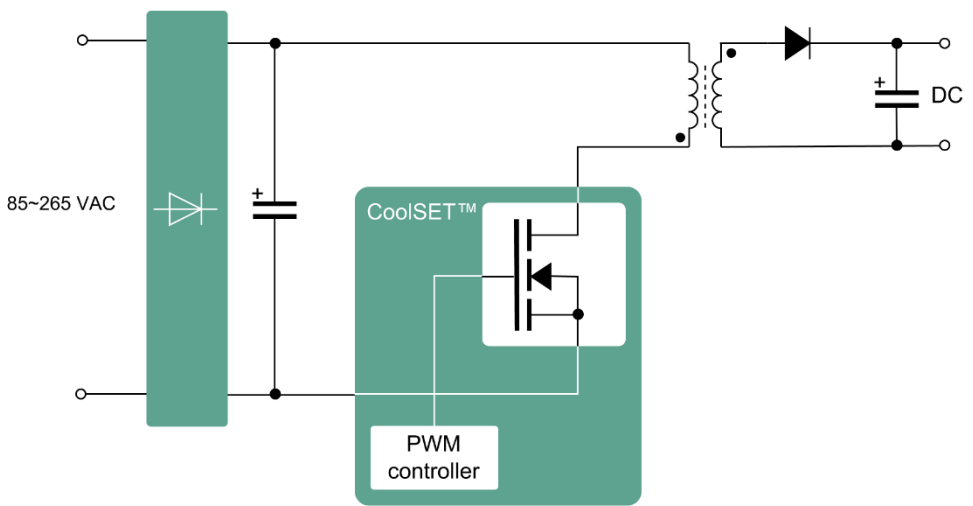 85~265 VAC
CoolSET™
PWM
controller
+
+
DC